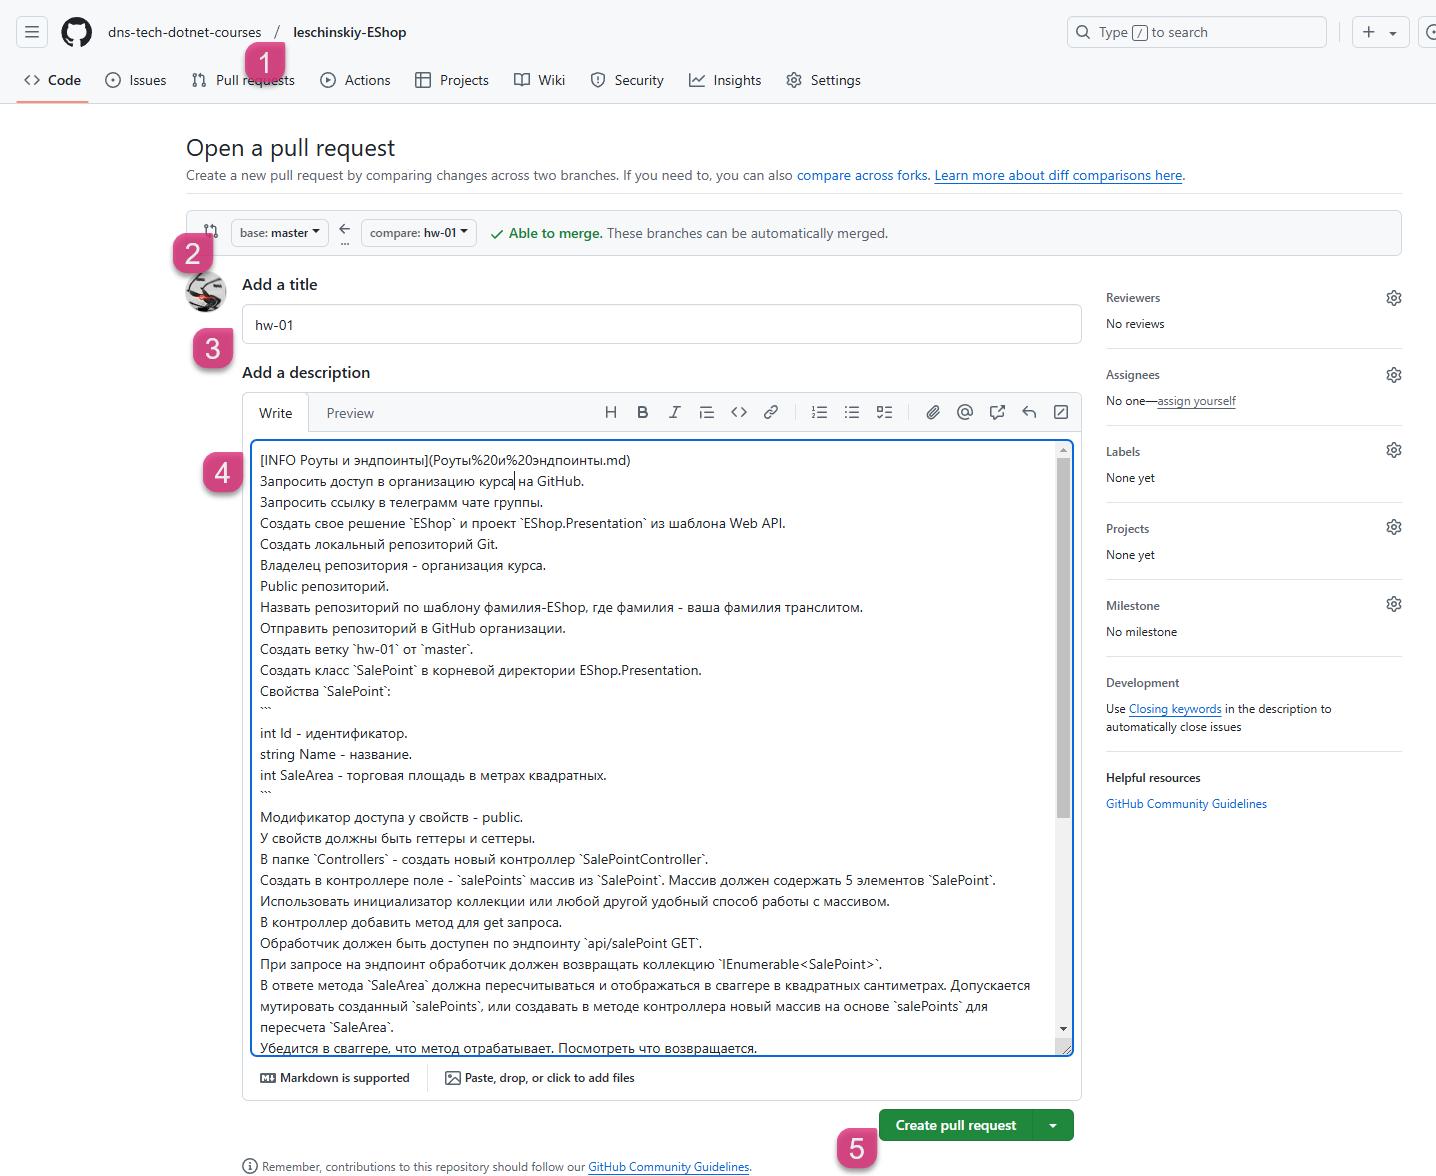 dns-tech-dotnet-courses / leschinskiy-EShop
Type / to search
1
Code Issues Pull requests Actions Projects Wiki Security Insights Settings
Open a pull request
Create a new pull request by comparing changes across two branches. If you need to, you can also compare across forks. Learn more about diff comparisons here.
base: master compare: hw-01 Able to merge. These branches can be automatically merged.
2
Add a title
hw-01
3
Add a description
Write Preview
4
[INFO Роуты и эндпоинты](Роуты%20и%20эндпоинты.md)
Запросить доступ в организацию курса на GitHub.
Запросить ссылку в телеграмм чате группы.
Создать свое решение `EShop` и проект `EShop.Presentation` из шаблона Web API.
Создать локальный репозиторий Git.
Владелец репозитория - организация курса.
Public репозиторий.
Назвать репозиторий по шаблону фамилия-EShop, где фамилия - ваша фамилия транслитом.
Отправить репозиторий в GitHub организации.
Создать ветку `hw-01` от `master`.
Создать класс `SalePoint` в корневой директории EShop.Presentation.
Свойства `SalePoint`:
```
int Id - идентификатор.
string Name - название.
int SaleArea - торговая площадь в метрах квадратных.
```
Модификатор доступа у свойств - public.
У свойств должны быть геттеры и сеттеры.
В папке `Controllers` - создать новый контроллер `SalePointController`.
Создать в контроллере поле - `salePoints` массив из `SalePoint`. Массив должен содержать 5 элементов `SalePoint`.
Использовать инициализатор коллекции или любой другой удобный способ работы с массивом.
В контроллер добавить метод для get запроса.
Обработчик должен быть доступен по эндпоинту `api/salePoint GET`.
При запросе на эндпоинт обработчик должен возвращать коллекцию `IEnumerable<SalePoint>`.
В ответе метода `SaleArea` должна пересчитываться и отображаться в сваггере в квадратных сантиметрах. Допускается
мутировать созданный `salePoints`, или создавать в методе контроллера новый массив на основе `salePoints` для
пересчета `SaleArea`.
Убедится в сваггере, что метод отрабатывает. Посмотреть что возвращается.
Markdown is supported
Paste, drop, or click to add files
Create pull request
5
Remember, contributions to this repository should follow our GitHub Community Guidelines.
Reviewers
No reviews
Assignees
No one—assign yourself
Labels
None yet
Projects
None yet
Milestone
No milestone
Development
Use Closing keywords in the description to
automatically close issues
Helpful resources
GitHub Community Guidelines